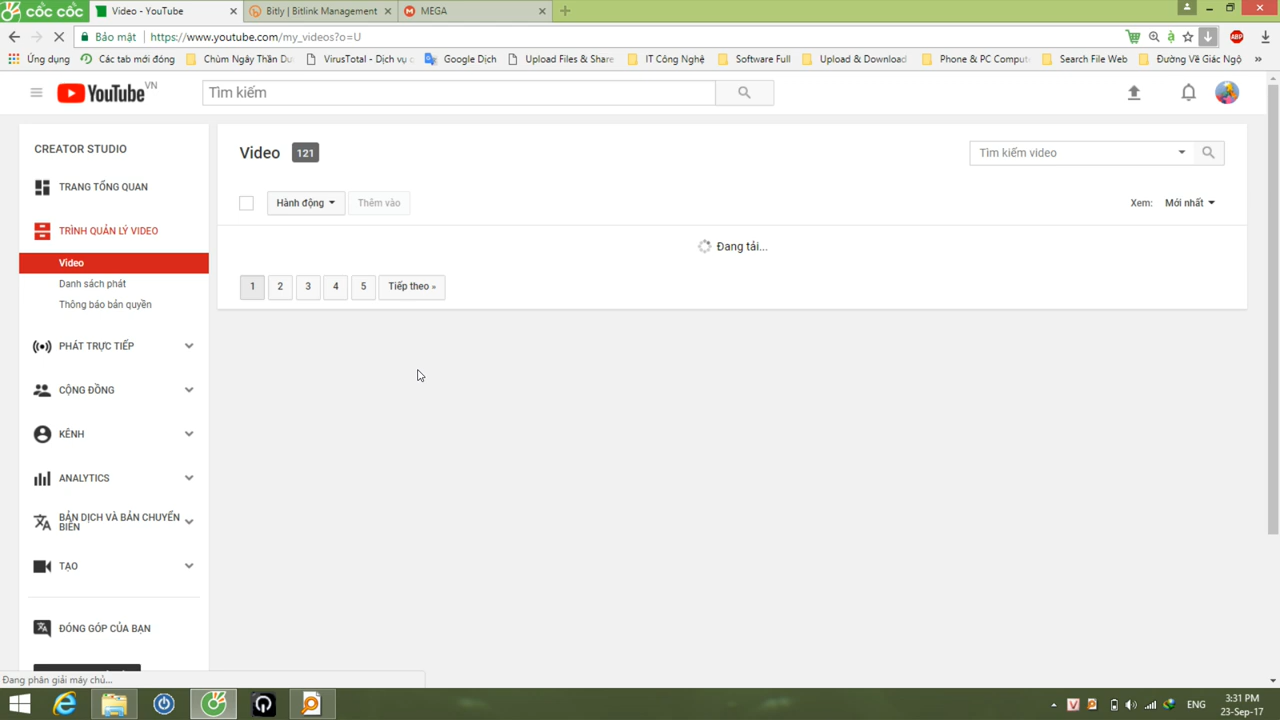 cốc cốc
Video - YouTube
Bitly | Bitlink Management
MEGA
Bảo mật
https://www.youtube.com/my_videos?o=U
ABP
Ứng dụng
Các tab mới đóng
Chùm Ngây Thần Dư
VirusTotal - Dịch vụ
Google Dịch
Upload Files & Share
IT Công Nghệ
Software Full
Upload & Download
Phone & PC Comput
Search File Web
Đường Về Giác Ngộ
»
YouTube VN
Tìm kiếm
CREATOR STUDIO
TRANG TỔNG QUAN
TRÌNH QUẢN LÝ VIDEO
Video
Danh sách phát
Thông báo bản quyền
PHÁT TRỰC TIẾP
CỘNG ĐỒNG
KÊNH
ANALYTICS
BẢN DỊCH VÀ BẢN CHUYỂN
BIÊN
TẠO
ĐÓNG GÓP CỦA BẠN
Video 121
Tìm kiếm video
Hành động
Thêm vào
Xem: Mới nhất
Đang tải...
1 2 3 4 5 Tiếp theo »
Đang phân giải máy chủ...
ENG
3:31 PM
23-Sep-17